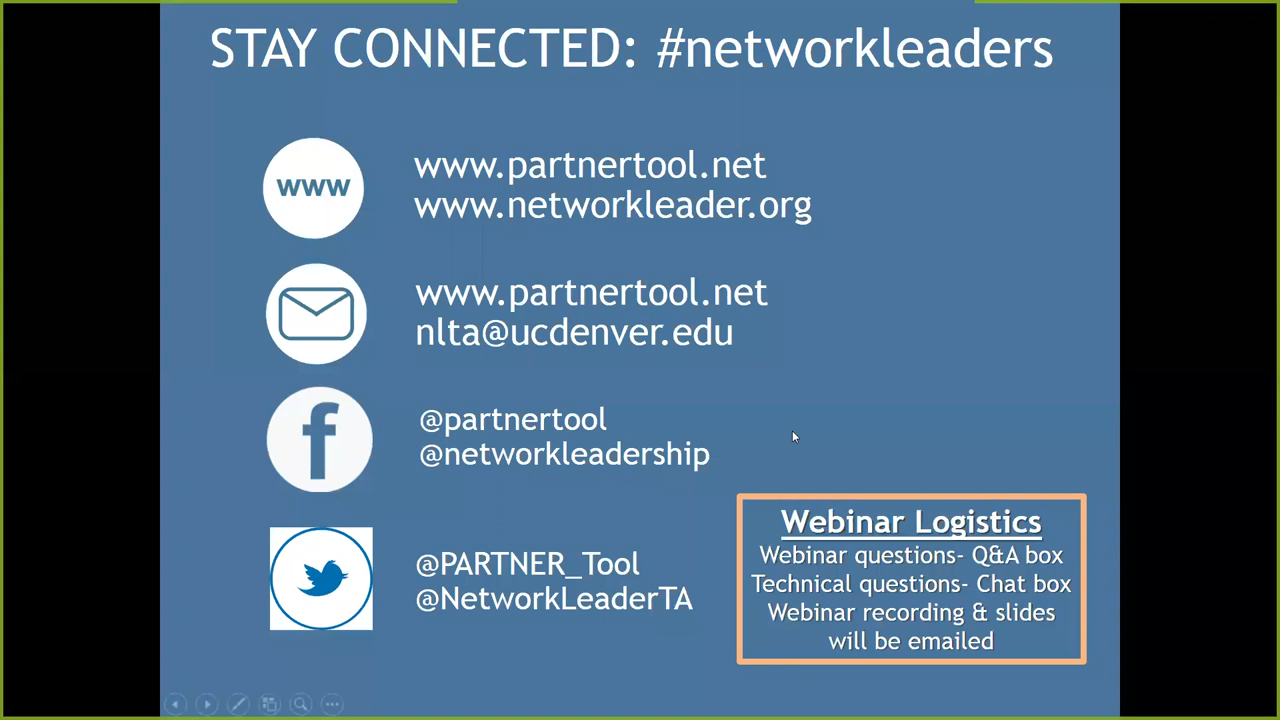 STAY CONNECTED: #networkleaders
www
www.partnertool.net
www.networkleader.org
www.partnertool.net
nlta@ucdenver.edu
f
@partnertool
@networkleadership
@PARTNER_Tool
@NetworkLeaderTA
Webinar Logistics
Webinar questions- Q&A box
Technical questions- Chat box
Webinar recording & slides
will be emailed